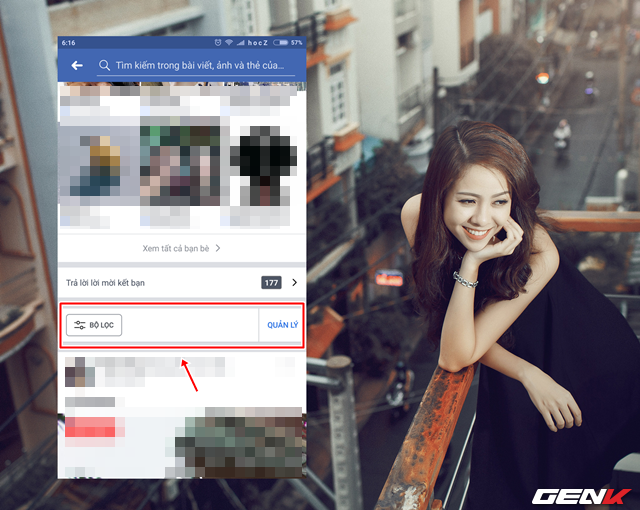 6:16
h o c Z
57%
Tìm kiếm trong bài viết, ảnh và thẻ của...
Xem tất cả bạn bè
Trả lời lời mời kết bạn
177
BỘ LỌC
QUẢN LÝ
GENK